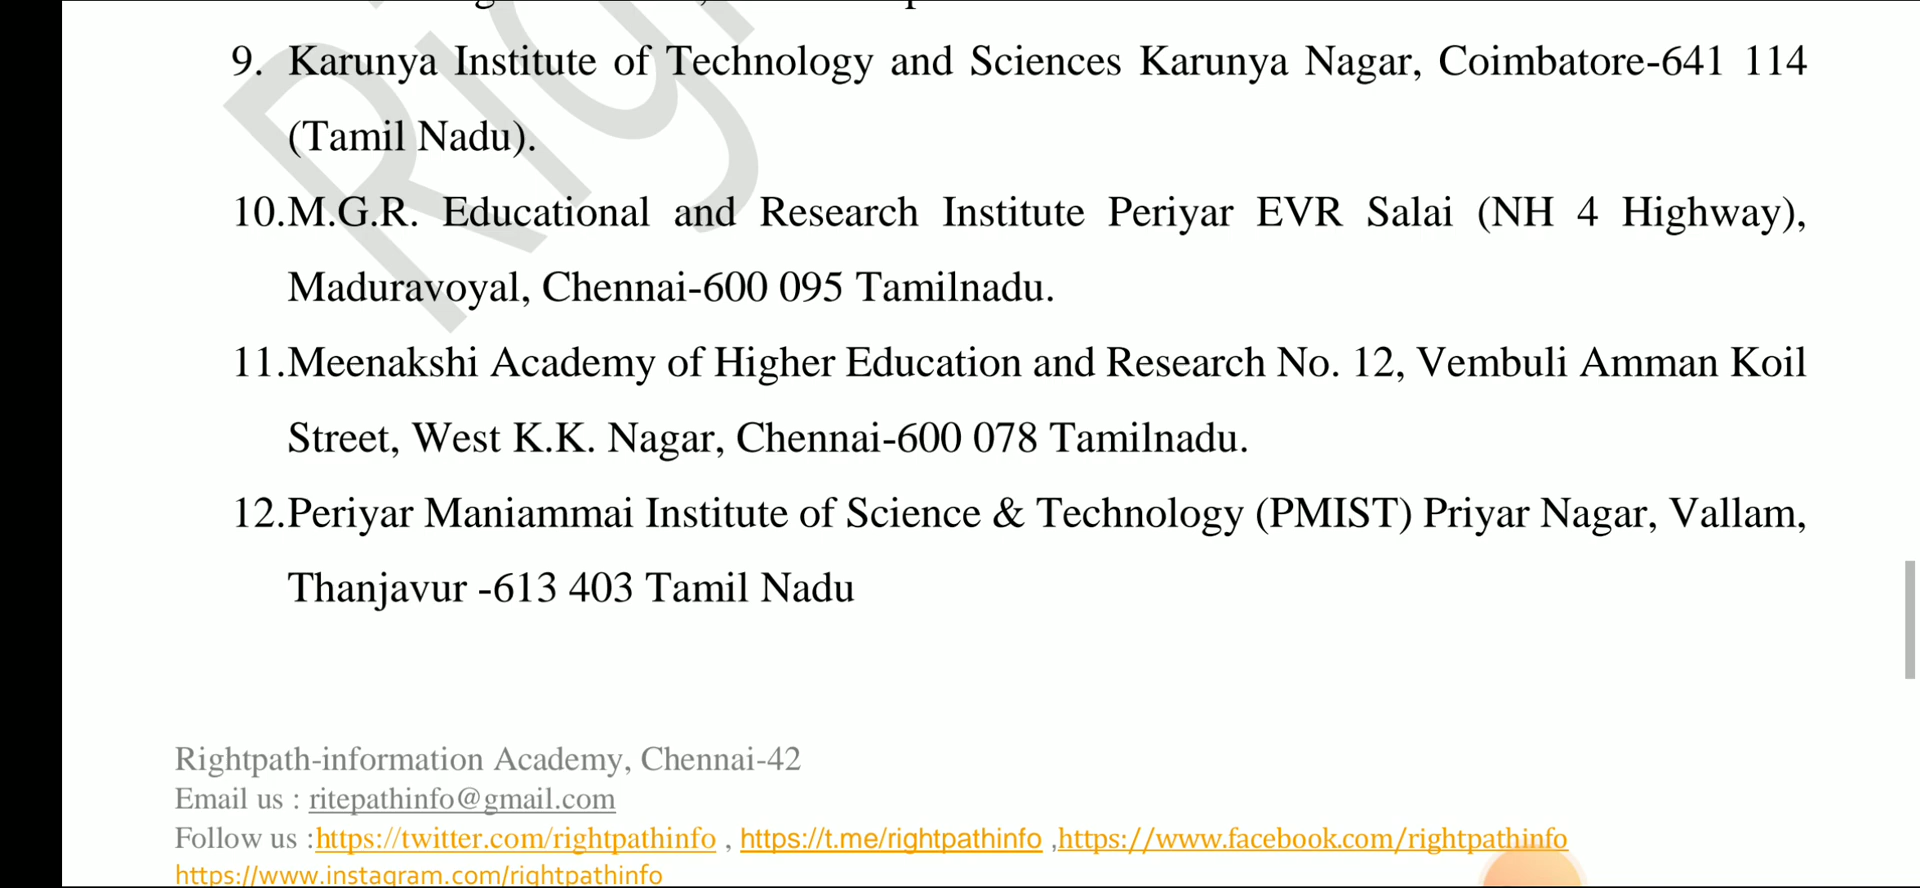 9. Karunya Institute of Technology and Sciences Karunya Nagar, Coimbatore-641 114
(Tamil Nadu).
10.M.G.R. Educational and Research Institute Periyar EVR Salai (NH 4 Highway),
Maduravoyal, Chennai-600 095 Tamilnadu.
11.Meenakshi Academy of Higher Education and Research No. 12, Vembuli Amman Koil
Street, West K.K. Nagar, Chennai-600 078 Tamilnadu.
12.Periyar Maniammai Institute of Science & Technology (PMIST) Priyar Nagar, Vallam,
Thanjavur -613 403 Tamil Nadu
Rightpath-information Academy, Chennai-42
Email us : ritepathinfo@gmail.com
Follow us :https://twitter.com/rightpathinfo , https://t.me/rightpathinfo ,https://www.facebook.com/rightpathinfo
https://www.instagram.com/rightpathinfo